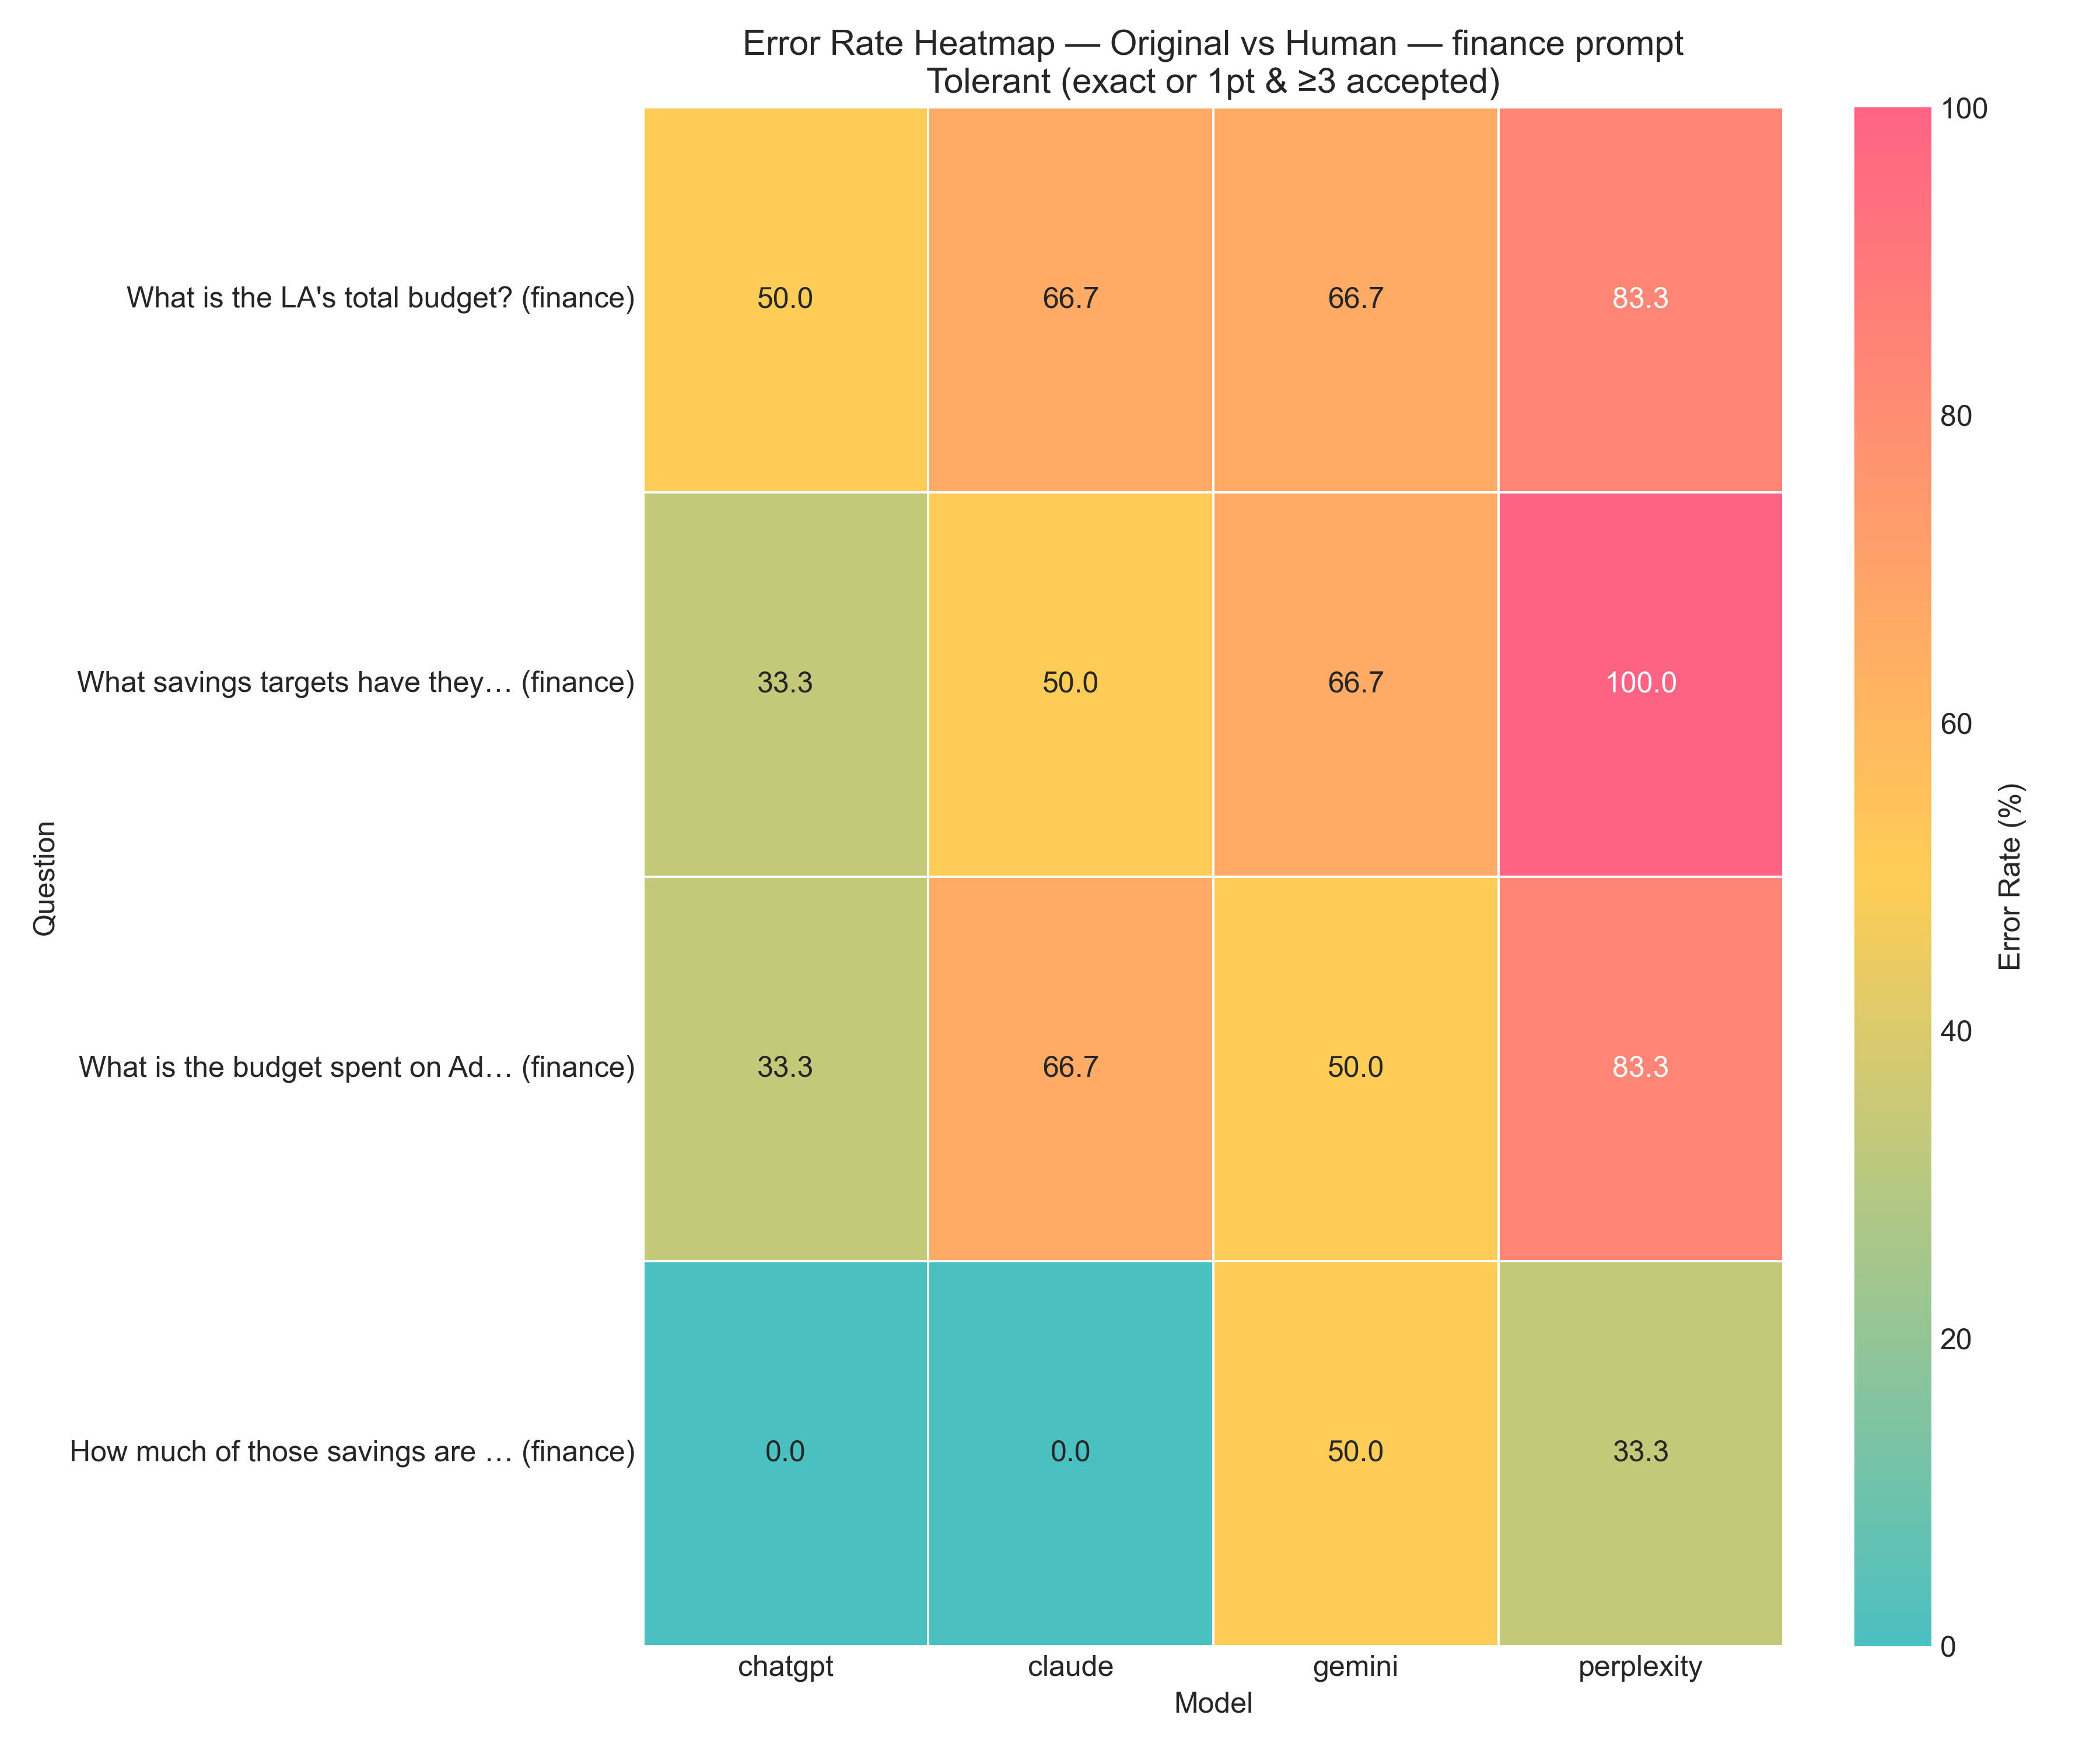 Error Rate Heatmap — Original vs Human — finance prompt
Tolerant (exact or 1pt & ≥3 accepted)
Question
What is the LA's total budget? (finance)
50.0 66.7 66.7 83.3
What savings targets have they… (finance)
33.3 50.0 66.7 100.0
What is the budget spent on Ad… (finance)
33.3 66.7 50.0 83.3
How much of those savings are … (finance)
0.0 0.0 50.0 33.3
chatgpt claude gemini perplexity
Model
100
80
60
40
20
0
Error Rate (%)